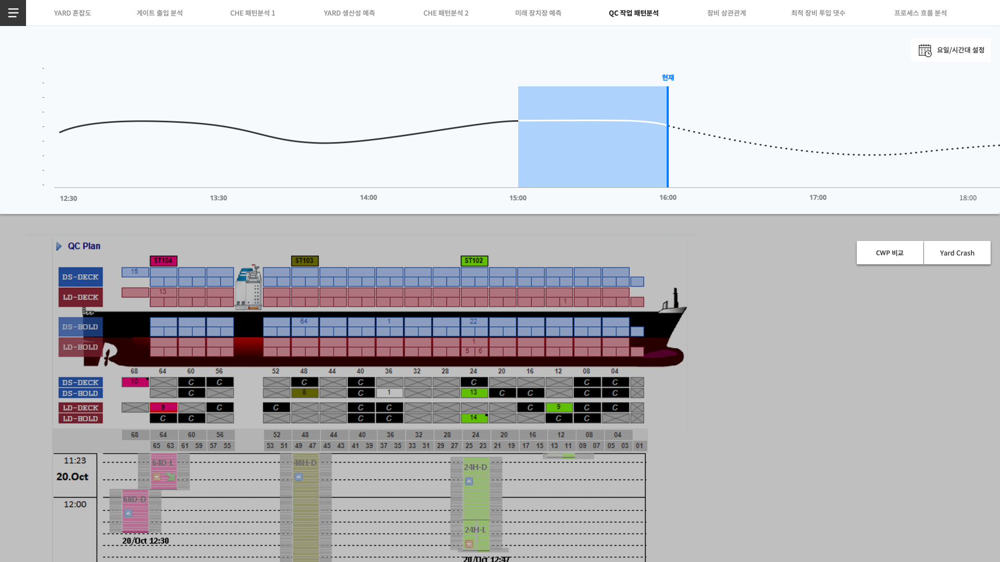 YARD 혼잡도 게이트 출입 분석 CHE 패턴분석 1 YARD 생산성 예측 CHE 패턴분석 2 미래 장치장 예측 QC 작업 패턴분석 장비 상관관계 최적 장비 투입 댓수 프로세스 흐름 분석
요일/시간대 설정
현재
12:30 13:30 14:00 15:00 16:00 17:00 18:00
QC Plan
CWP 비교 Yard Crash
ST104 ST103 ST102
DS-DECK 15
LD-DECK 13
1
DS-HOLD 64 1 22
LD-HOLD 1
5 6
68 64 60 56 52 48 44 40 36 32 28 24 20 16 12 08 04
DS-DECK 10 C C C C C C C
DS-HOLD C 8 C 1 13 C C C C
LD-DECK 9 C C C C C 9 C C
LD-HOLD C C C C 14 C C
68 64 60 56 52 48 44 40 36 32 28 24 20 16 12 08 04
65 63 61 59 57 55 53 51 49 47 45 43 41 39 37 35 33 31 29 27 25 23 21 19 17 15 13 11 09 07 05 03 01
11:23
64D-L 48H-D 24H-D
20.Oct
68D-D
12:00
24H-L
20/Oct 12:30
20/Oct 12:47